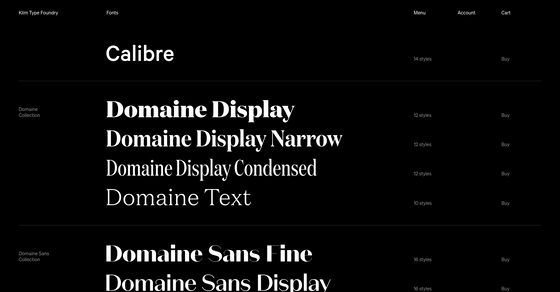 Klim Type Foundry Fonts Menu Account Cart
Calibre 14 styles Buy
Domaine Collection
Domaine Display 12 styles Buy
Domaine Display Narrow 12 styles Buy
Domaine Display Condensed 12 styles Buy
Domaine Text 10 styles Buy
Domaine Sans Collection
Domaine Sans Fine 16 styles Buy
Domaine Sans Display 16 styles Buy